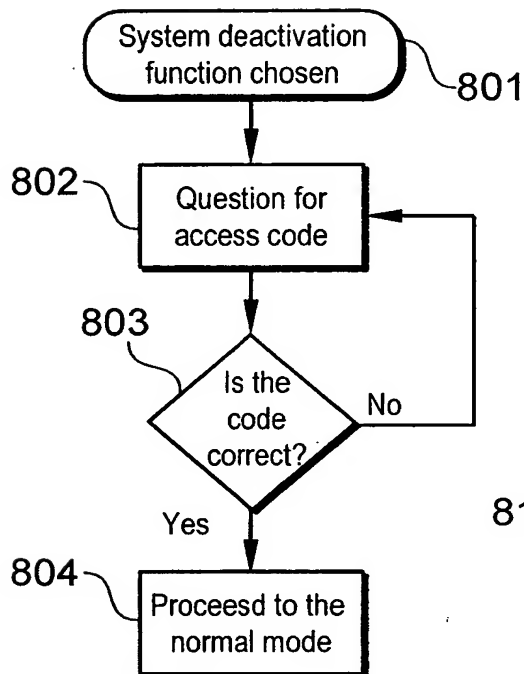 System deactivation
function chosen
801
802
Question for
access code
803
Is the
code
correct?
No
Yes
81
804
Proceesd to the
normal mode